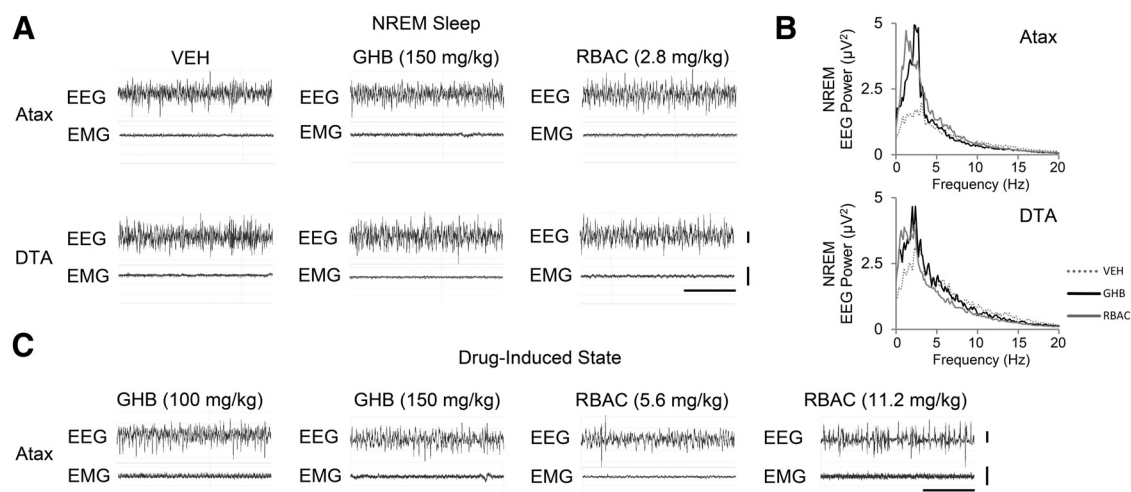 A
NREM Sleep
VEH
GHB (150 mg/kg)
RBAC (2.8 mg/kg)
Atax
EEG
EMG
EEG
EMG
EEG
EMG
DTA
EEG
EMG
EEG
EMG
EEG
EMG
B
Atax
NREM
EEG Power (µV²)
5
2.5
0
0 5 10 15 20
Frequency (Hz)
DTA
NREM
EEG Power (µV²)
5
2.5
0
0 5 10 15 20
Frequency (Hz)
VEH
GHB
RBAC
C
Drug-Induced State
GHB (100 mg/kg)
GHB (150 mg/kg)
RBAC (5.6 mg/kg)
RBAC (11.2 mg/kg)
Atax
EEG
EMG
EEG
EMG
EEG
EMG
EEG
EMG